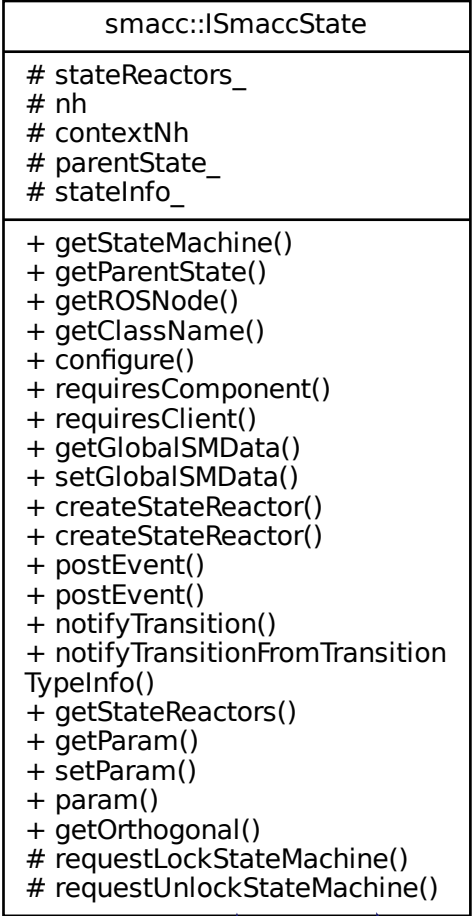 smacc::ISmaccState
# stateReactors_
# nh
# contextNh
# parentState_
# stateInfo_
+ getStateMachine()
+ getParentState()
+ getROSNode()
+ getClassName()
+ configure()
+ requiresComponent()
+ requiresClient()
+ getGlobalSMData()
+ setGlobalSMData()
+ createStateReactor()
+ createStateReactor()
+ postEvent()
+ postEvent()
+ notifyTransition()
+ notifyTransitionFromTransition
TypeInfo()
+ getStateReactors()
+ getParam()
+ setParam()
+ param()
+ getOrthogonal()
# requestLockStateMachine()
# requestUnlockStateMachine()